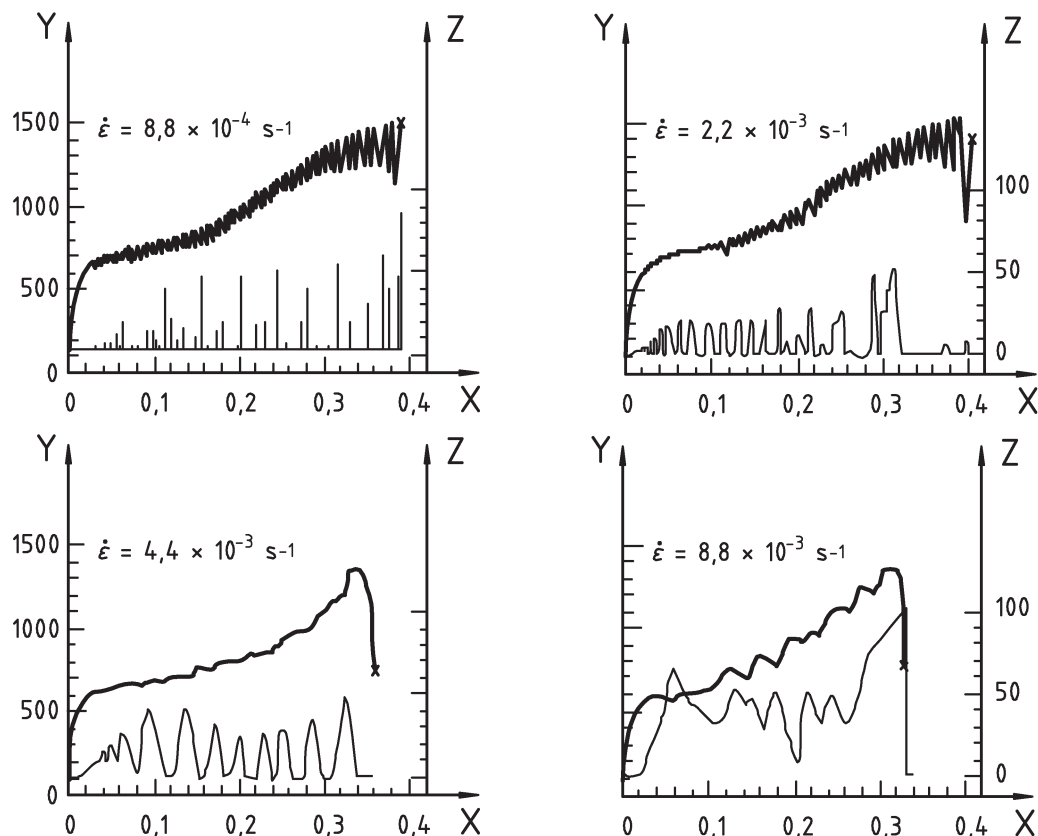 Y Z
1500
ε̇ = 8,8 × 10⁻⁴ s⁻¹
1000
500
0
0 0,1 0,2 0,3 0,4 X
Y Z
ε̇ = 2,2 × 10⁻³ s⁻¹
100
50
0
0 0,1 0,2 0,3 0,4 X
Y Z
1500
ε̇ = 4,4 × 10⁻³ s⁻¹
1000
500
0
0 0,1 0,2 0,3 0,4 X
Y Z
ε̇ = 8,8 × 10⁻³ s⁻¹
100
50
0
0 0,1 0,2 0,3 X